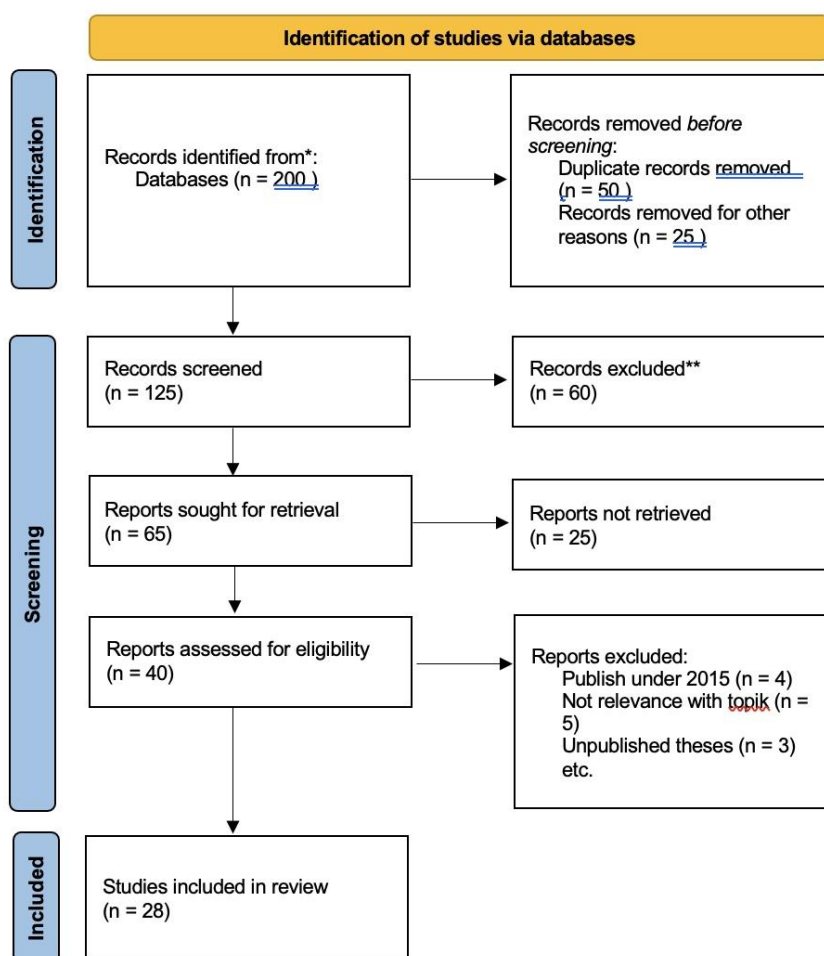 Identification of studies via databases
Identification
Records identified from*:
Databases (n = 200 )
Records removed before
screening:
Duplicate records removed
(n = 50 )
Records removed for other
reasons (n = 25 )
Screening
Records screened
(n = 125)
Records excluded**
(n = 60)
Reports sought for retrieval
(n = 65)
Reports not retrieved
(n = 25)
Reports assessed for eligibility
(n = 40)
Reports excluded:
Publish under 2015 (n = 4)
Not relevance with topik (n =
5)
Unpublished theses (n = 3)
etc.
Included
Studies included in review
(n = 28)